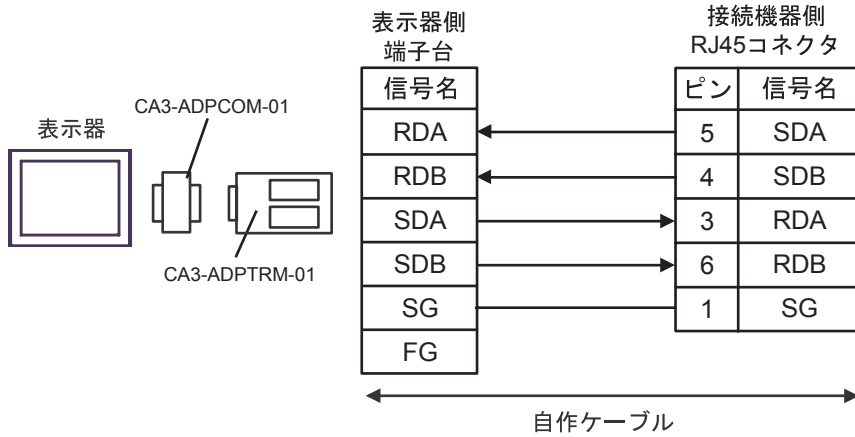 表示器
CA3-ADPCOM-01
CA3-ADPTRM-01
表示器側
端子台
信号名
RDA
RDB
SDA
SDB
SG
FG
接続機器側
RJ45コネクタ
ピン 信号名
5 SDA
4 SDB
3 RDA
6 RDB
1 SG
自作ケーブル